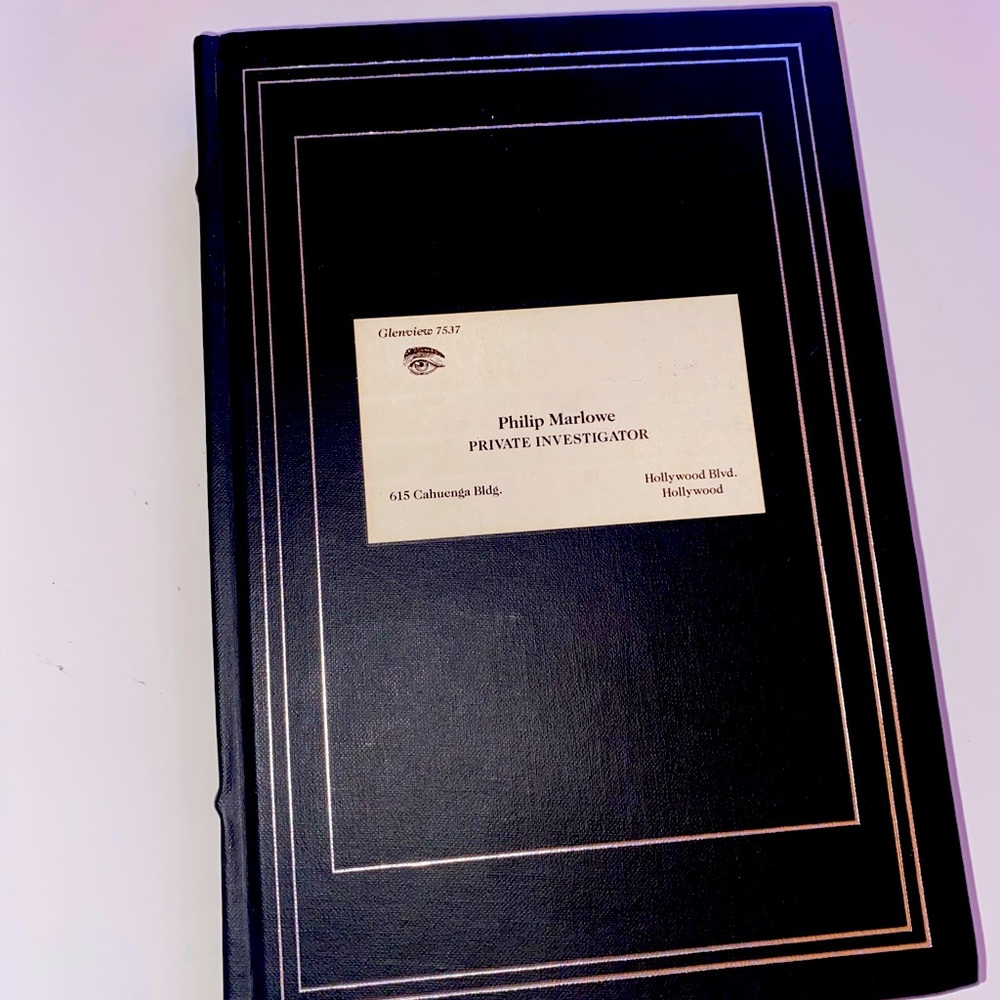 Glenview 7537
Philip Marlowe
PRIVATE INVESTIGATOR
615 Cahuenga Bldg.
Hollywood Blvd.
Hollywood